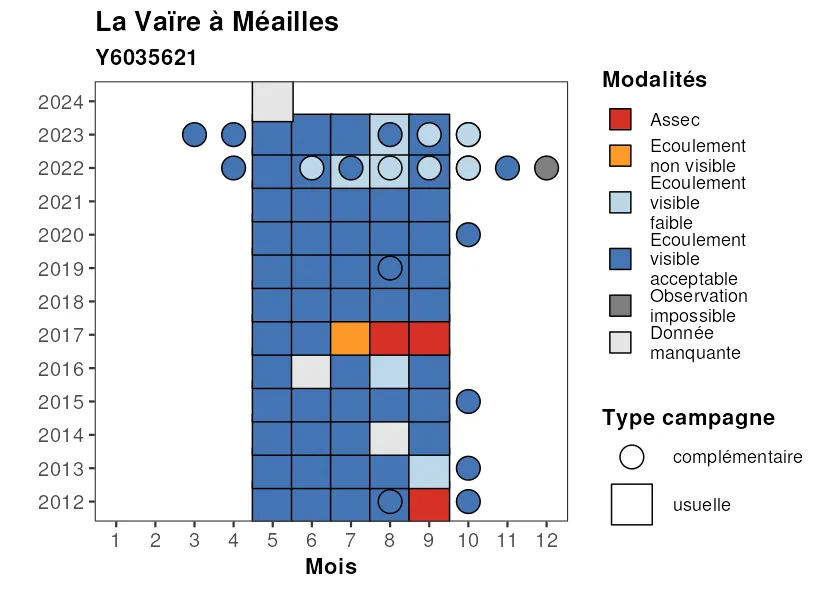 La Vaïre à Méailles
Y6035621
2024
2023
2022
2021
2020
2019
2018
2017
2016
2015
2014
2013
2012
1 2 3 4 5 6 7 8 9 10 11 12
Mois
Modalités
Assec
Ecoulement
non visible
Ecoulement
visible
faible
Ecoulement
visible
acceptable
Observation
impossible
Donnée
manquante
Type campagne
complémentaire
usuelle